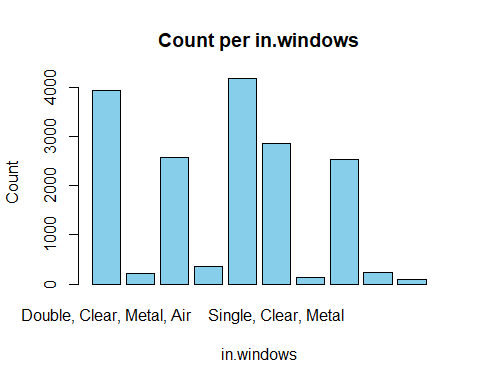 Count per in.windows
Count
4000
3000
2000
1000
0
Double, Clear, Metal, Air Single, Clear, Metal
in.windows